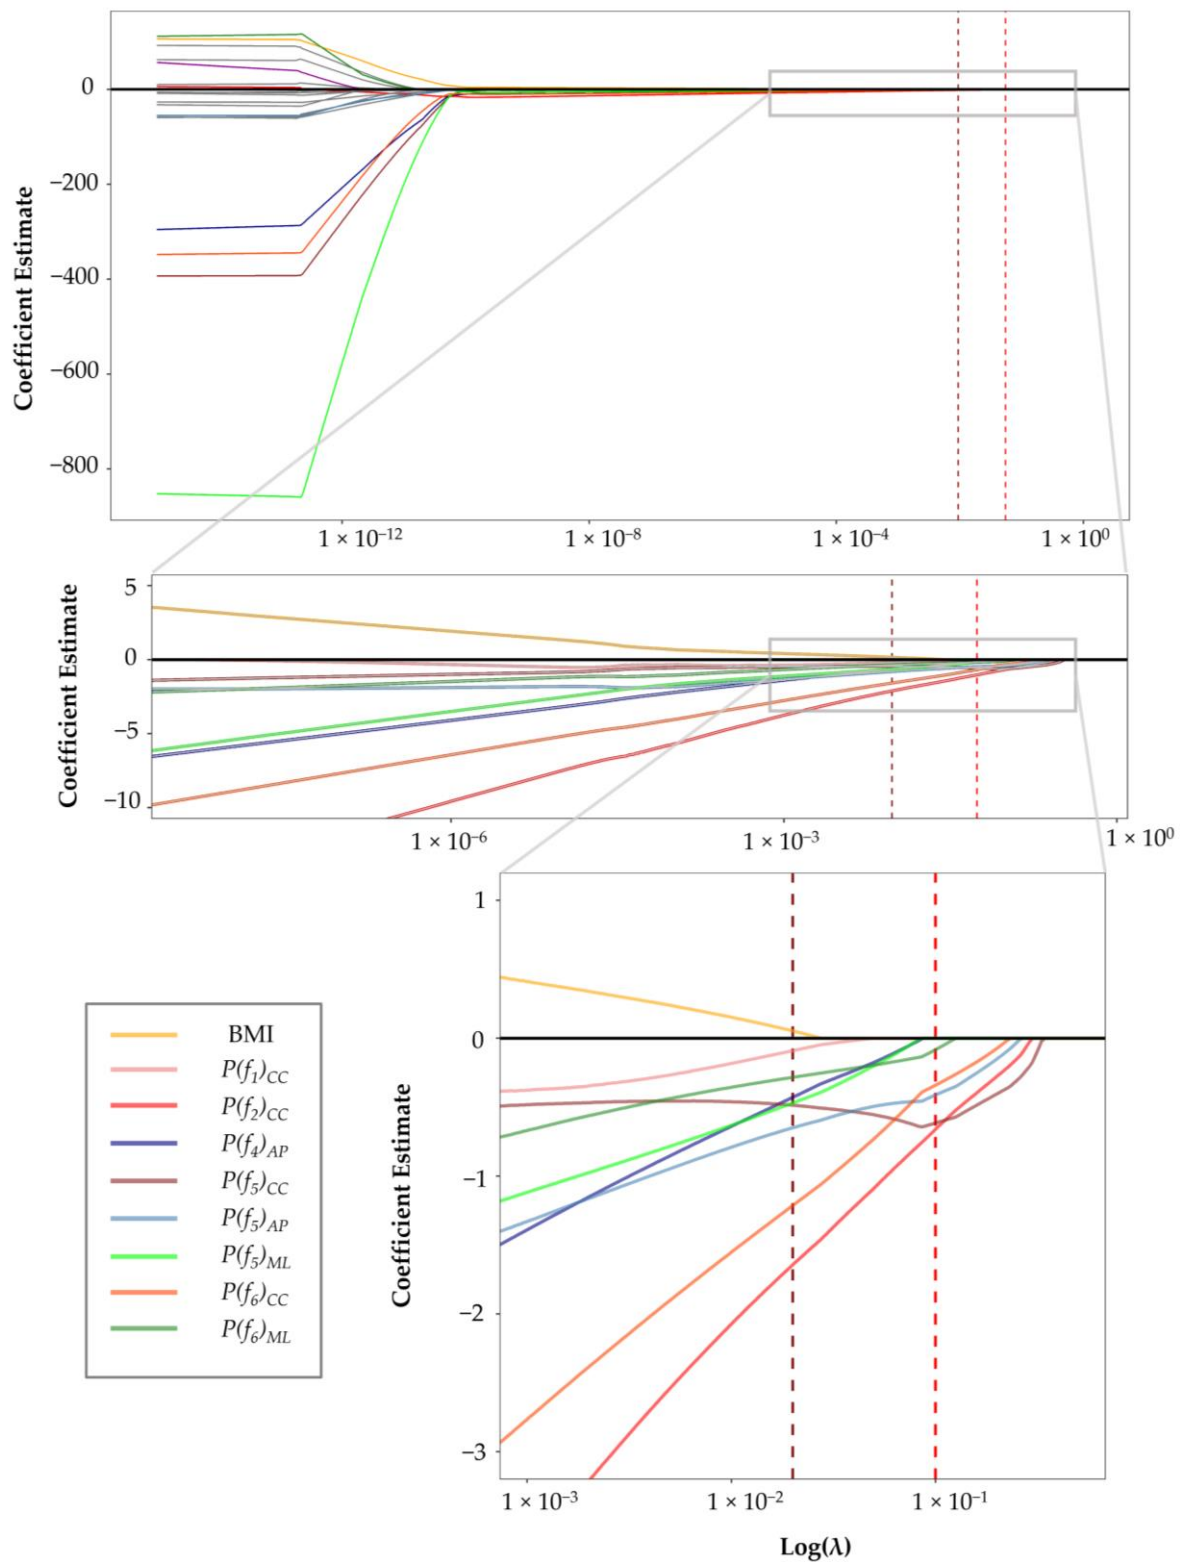 Coefficient Estimate
0
−200
−400
−600
−800
1 × 10⁻¹²
1 × 10⁻⁸
1 × 10⁻⁴
1 × 10⁰
Coefficient Estimate
5
0
−5
−10
1 × 10⁻⁶
1 × 10⁻³
1 × 10⁰
Coefficient Estimate
1
0
−1
−2
−3
1 × 10⁻³
1 × 10⁻²
1 × 10⁻¹
Log(λ)
BMI
P(f₁)CC
P(f₂)CC
P(f₄)AP
P(f₅)CC
P(f₅)AP
P(f₅)ML
P(f₆)CC
P(f₆)ML